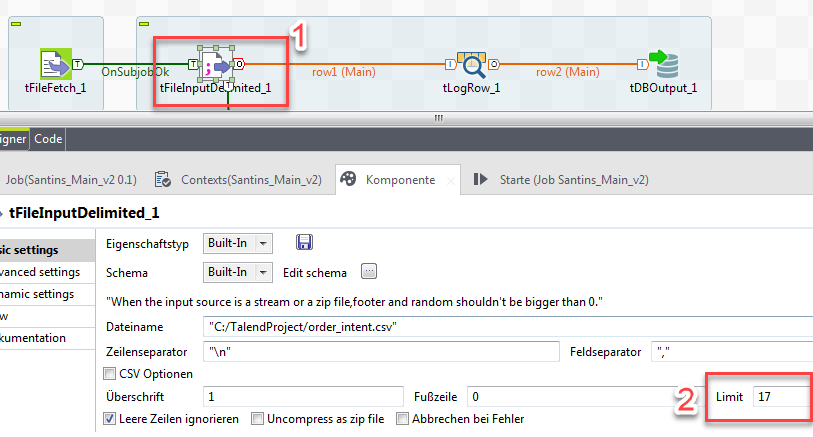 1
OnSubjobOk
row1 (Main)
row2 (Main)
tFileFetch_1
tFileInputDelimited_1
tLogRow_1
tDBOutput_1
igner Code
Job(Santins_Main_v2 0.1) Contexts(Santins_Main_v2) Komponente Starte (Job Santins_Main_v2)
tFileInputDelimited_1
sic settings
vanced settings
namic settings
w
kumentation
Eigenschaftstyp Built-In
Schema Built-In Edit schema ...
"When the input source is a stream or a zip file,footer and random shouldn't be bigger than 0."
Dateiname "C:/TalendProject/order_intent.csv"
Zeilenseparator "\n" Feldseparator ","
CSV Optionen
Überschrift 1 Fußzeile 0 2 Limit 17
Leere Zeilen ignorieren Uncompress as zip file Abbrechen bei Fehler